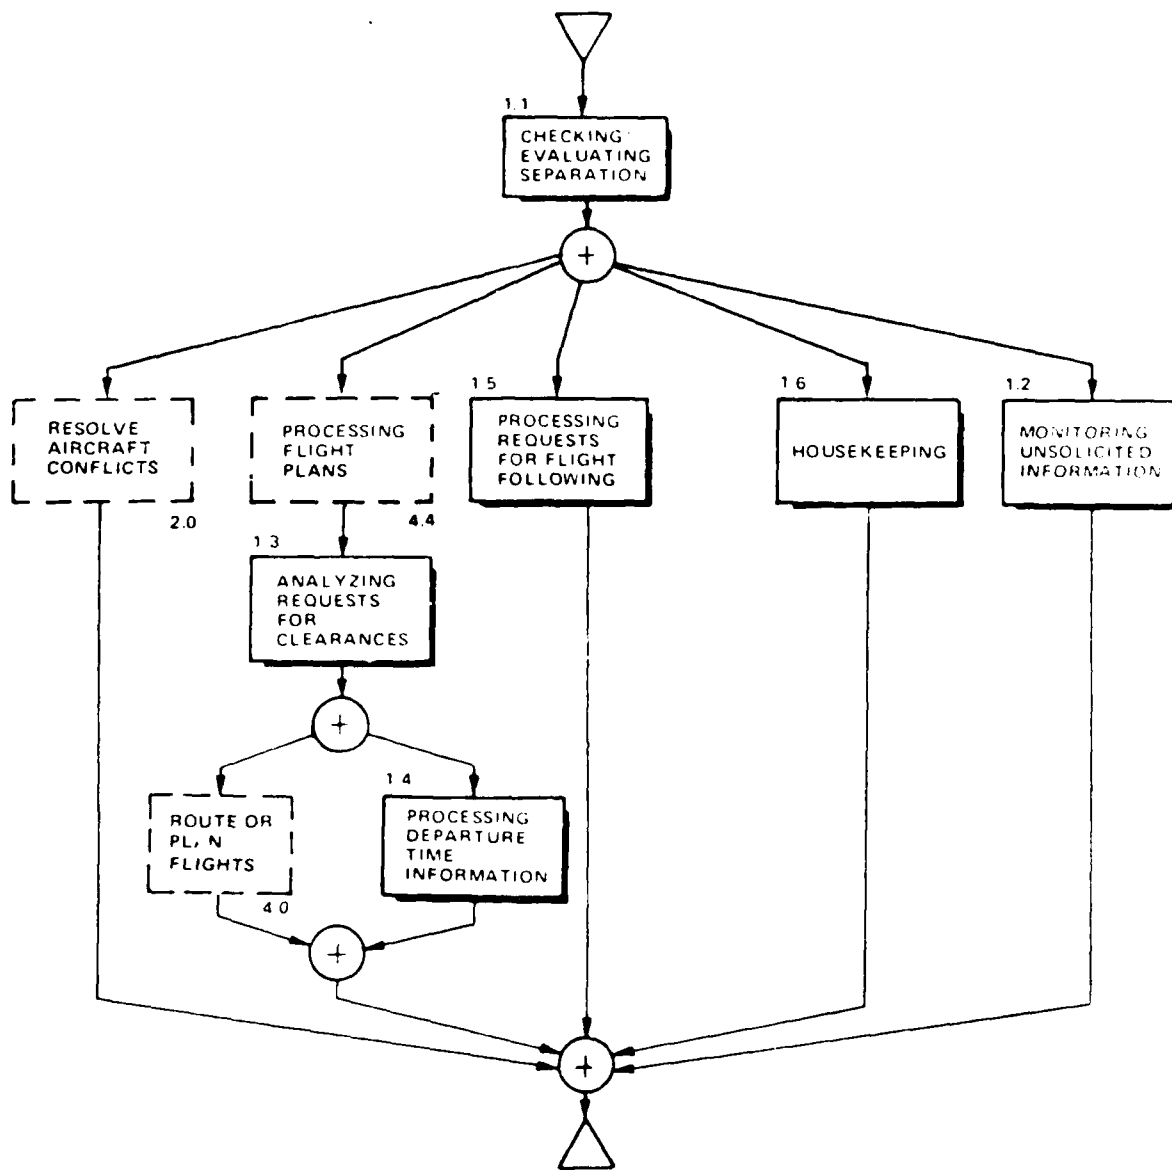 1.1
CHECKING
EVALUATING
SEPARATION
+
2.0
RESOLVE
AIRCRAFT
CONFLICTS
4.4
PROCESSING
FLIGHT
PLANS
1 5
PROCESSING
REQUESTS
FOR FLIGHT
FOLLOWING
1 6
HOUSEKEEPING
1.2
MONITORING
UNSOLICITED
INFORMATION
1 3
ANALYZING
REQUESTS
FOR
CLEARANCES
+
ROUTE OR
FLIGHTS
4 0
1 4
PROCESSING
DEPARTURE
TIME
INFORMATION
+
+